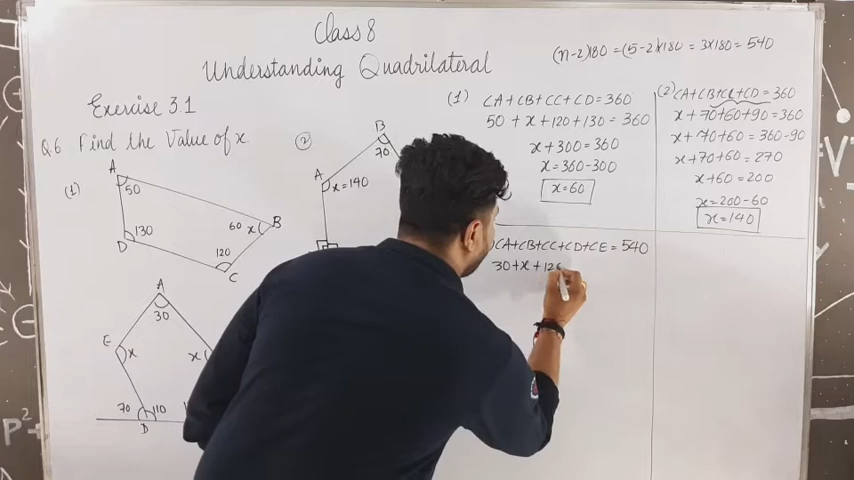 Class 8
Understanding Quadrilateral
(n-2)180 = (5-2)180 = 3x180 = 540
Exercise 3.1
Q6 Find the Value of x.
(1)
A
50
130
D
60 x
B
120
C
(2)
B
70
A
x=140
A
30
E
x
x
70
110
D
(1) ∠A+∠B+∠C+∠D=360
50 + x + 120 + 130 = 360
x + 300 = 360
x = 360-300
x = 60
(2) ∠A+∠B+∠C+∠D = 360
x + 70+60+90 = 360
x + 70+60 = 360-90
x + 70+60 = 270
x + 60 = 200
x = 200-60
x = 140
∠A+∠B+∠C+∠D+∠E = 540
30 + x +
P²